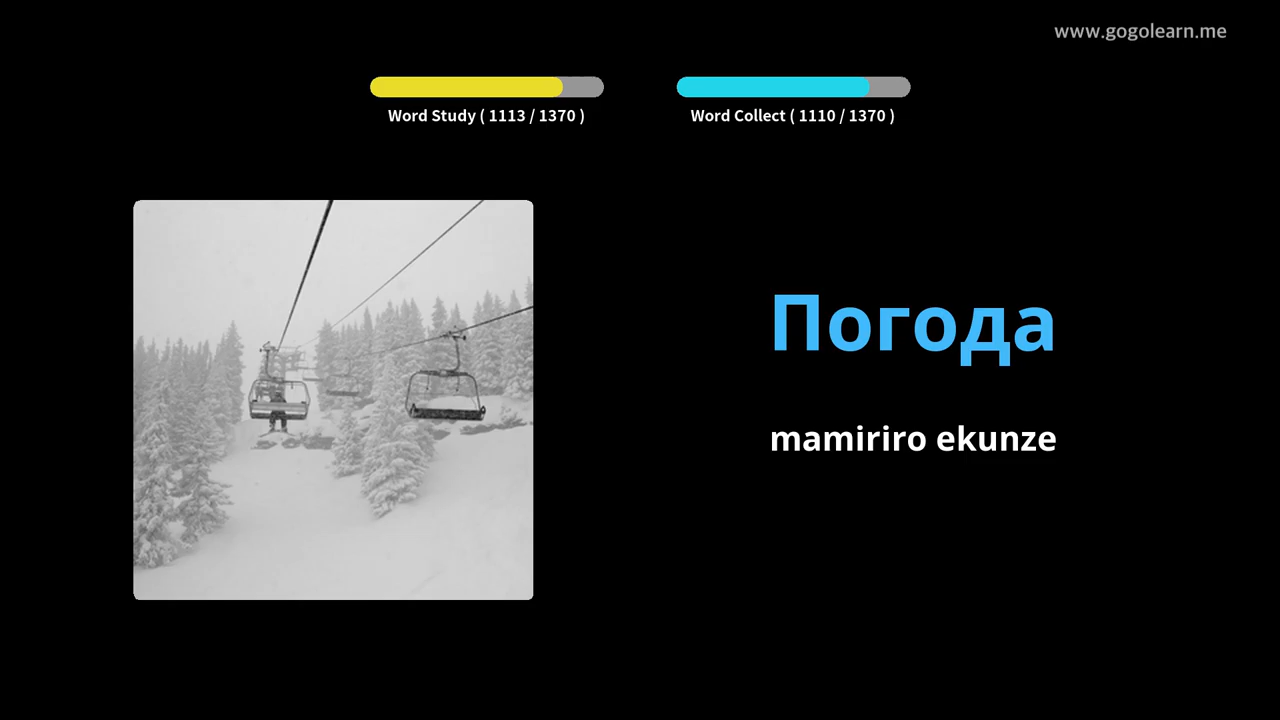 www.gogolearn.me
Word Study ( 1113 / 1370 )
Word Collect ( 1110 / 1370 )
Погода
mamiriro ekunze